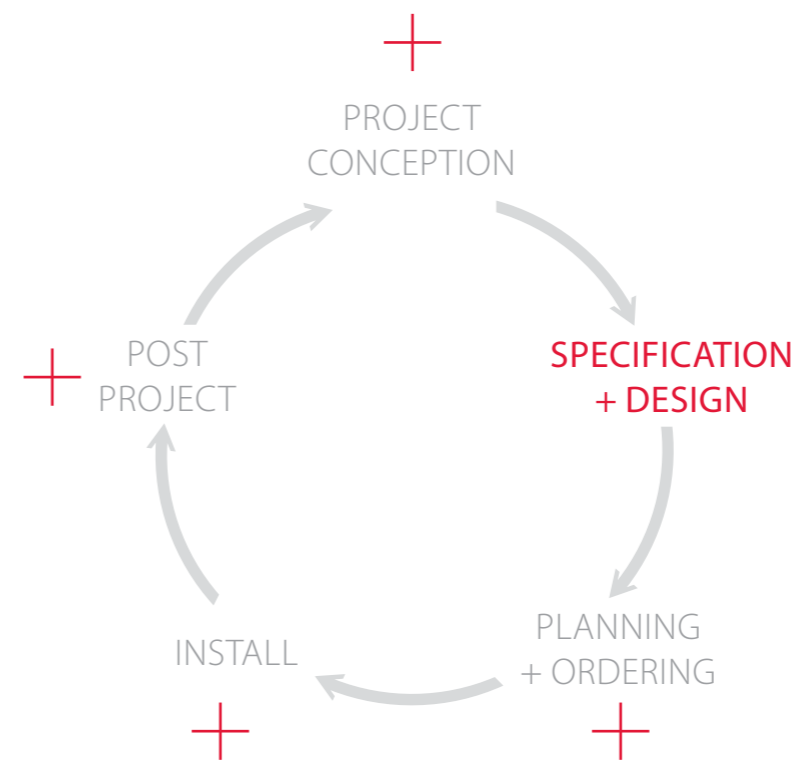 PROJECT
CONCEPTION
SPECIFICATION
+ DESIGN
PLANNING
+ ORDERING
INSTALL
POST
PROJECT